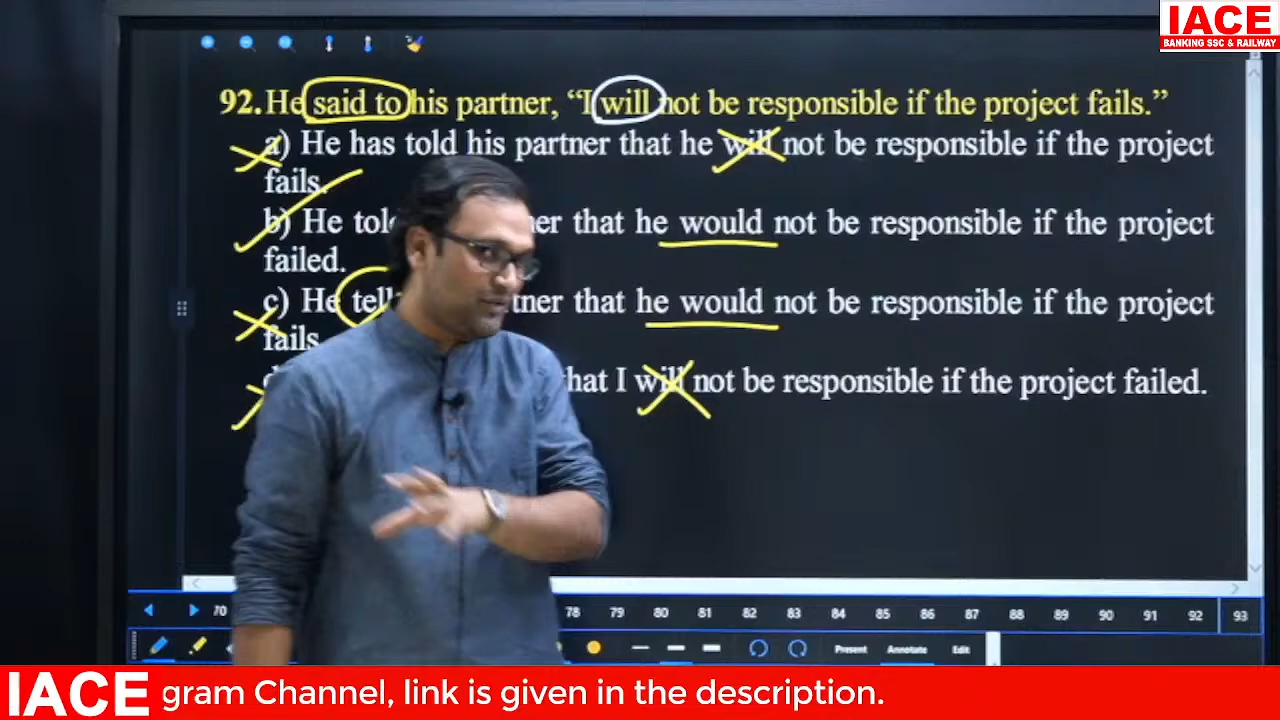 IACE
BANKING SSC & RAILWAY
92. He said to his partner, “I will not be responsible if the project fails.”
a) He has told his partner that he will not be responsible if the project
fails.
b) He tol ner that he would not be responsible if the project
failed.
c) He tell tner that he would not be responsible if the project
fails.
that I will not be responsible if the project failed.
70 78 79 80 81 82 83 84 85 86 87 88 89 90 91 92 93
Present Annotate Edit
IACE gram Channel, link is given in the description.